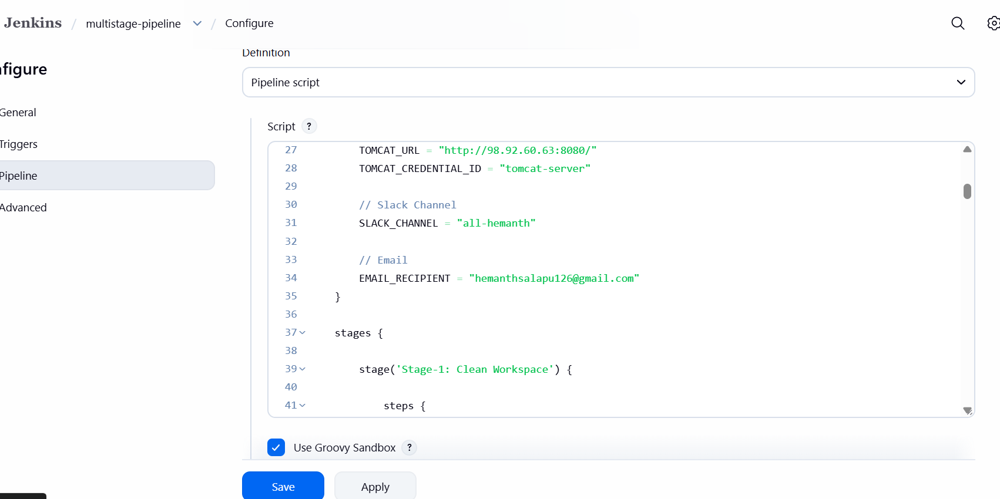 Jenkins / multistage-pipeline / Configure
Definition
figure
Pipeline script
General
Script ?
Triggers
27 TOMCAT_URL = "http://98.92.60.63:8080/"
28 TOMCAT_CREDENTIAL_ID = "tomcat-server"
Pipeline
29
30 // Slack Channel
Advanced
31 SLACK_CHANNEL = "all-hemanth"
32
33 // Email
34 EMAIL_RECIPIENT = "hemanthsalapu126@gmail.com"
35 }
36
37 stages {
38
39 stage('Stage-1: Clean Workspace') {
40
41 steps {
Use Groovy Sandbox ?
Save Apply